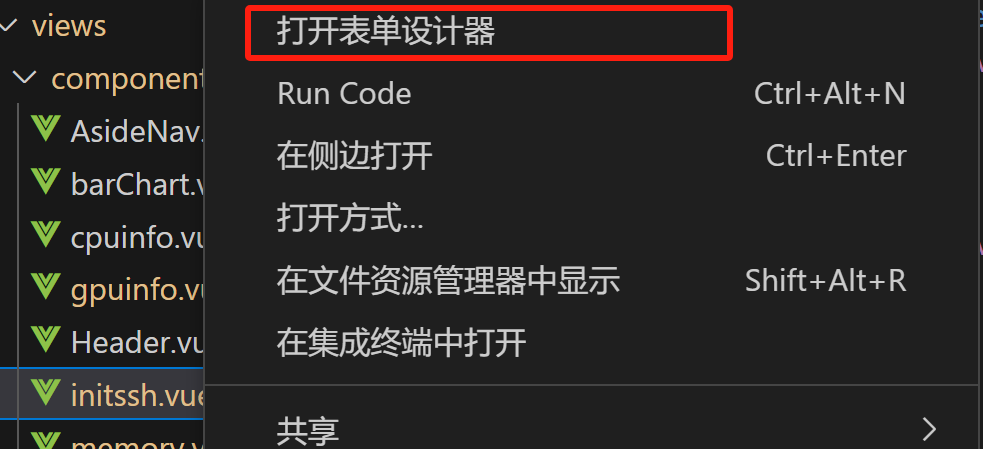 views
component
AsideNav.
barChart.v
cpuinfo.vu
gpuinfo.vu
Header.vu
initssh.vue
memory.v
打开表单设计器
Run Code Ctrl+Alt+N
在侧边打开 Ctrl+Enter
打开方式...
在文件资源管理器中显示 Shift+Alt+R
在集成终端中打开
共享